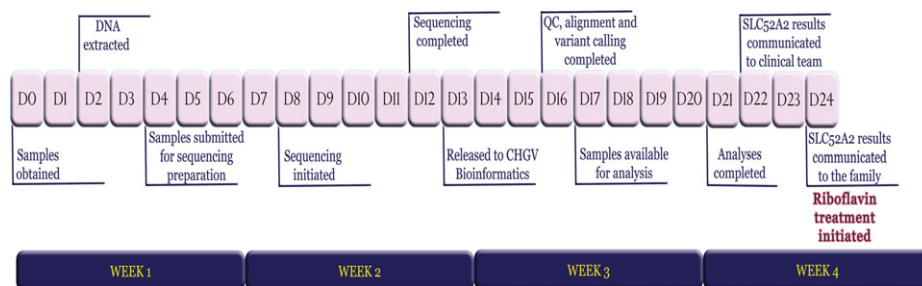 DNA
extracted
Sequencing
completed
QC, alignment and
variant calling
completed
SLC52A2 results
communicated
to clinical team
D0 D1 D2 D3 D4 D5 D6 D7 D8 D9 D10 D11 D12 D13 D14 D15 D16 D17 D18 D19 D20 D21 D22 D23 D24
Samples
obtained
Samples submitted
for sequencing
preparation
Sequencing
initiated
Released to CHGV
Bioinformatics
Samples available
for analysis
Analyses
completed
SLC52A2 results
communicated
to the family
Riboflavin
treatment
initiated
WEEK 1 WEEK 2 WEEK 3 WEEK 4